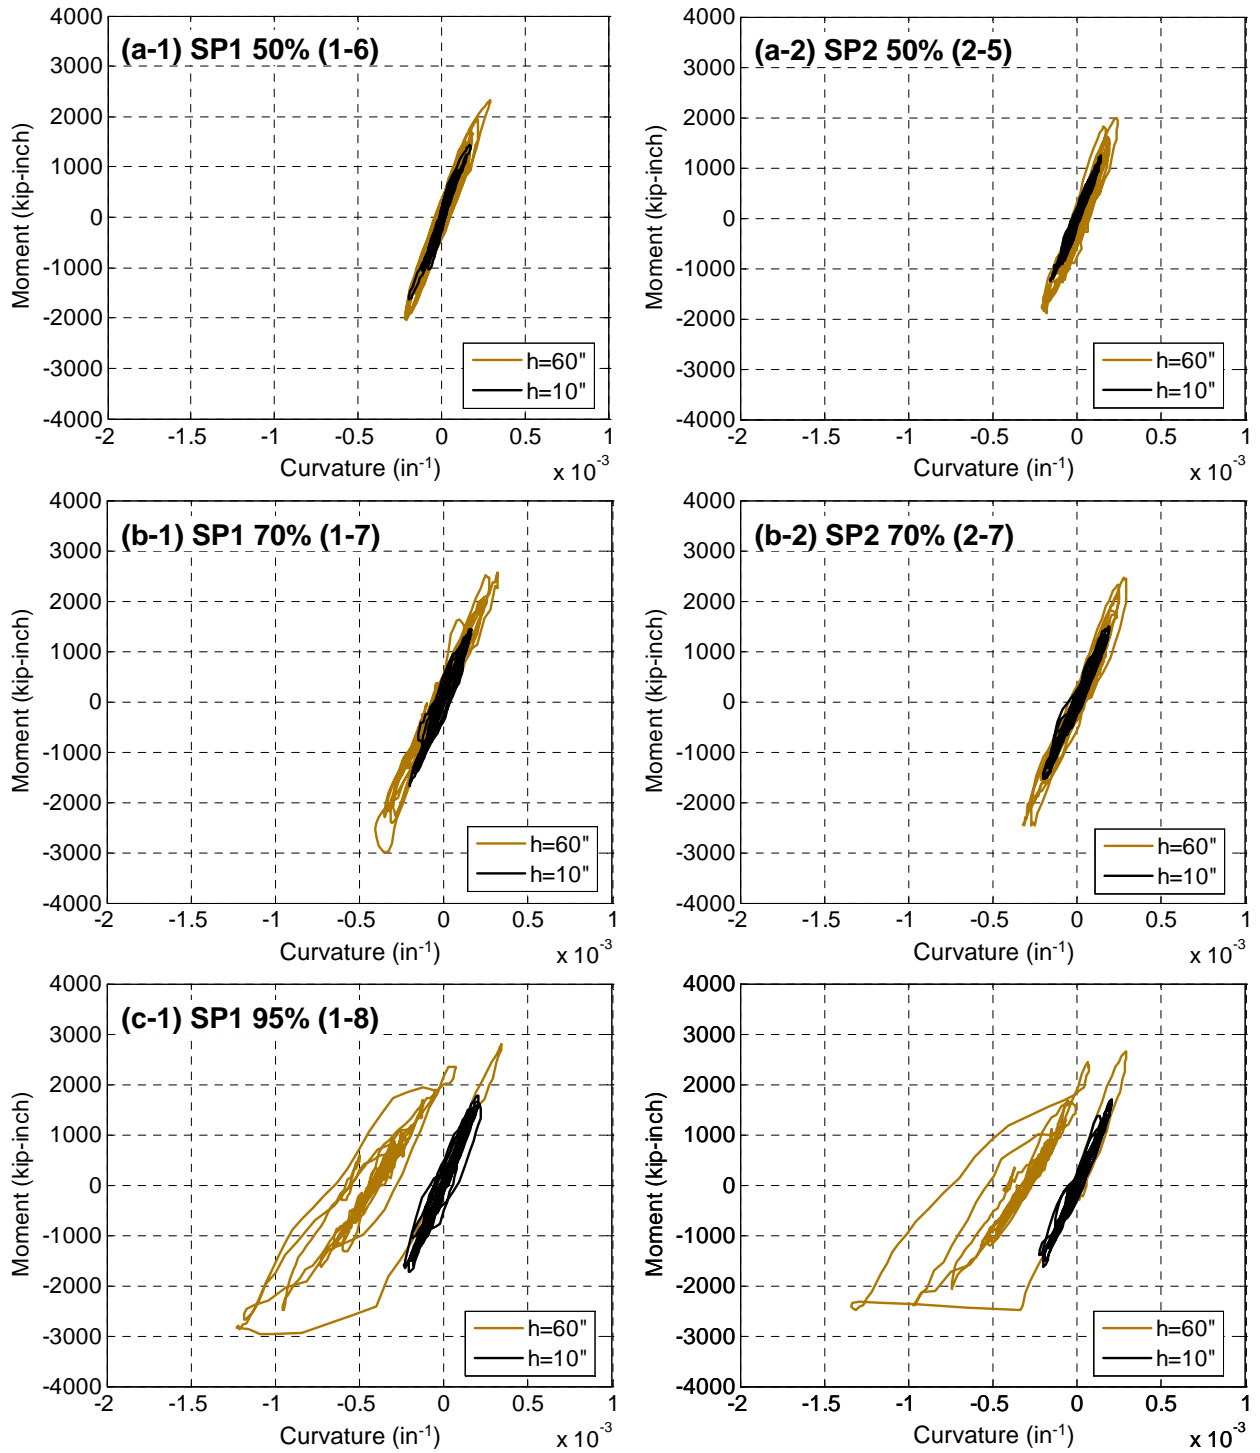 (a-1) SP1 50% (1-6)
Moment (kip-inch)
4000
3000
2000
1000
0
-1000
-2000
-3000
-4000
-2
-1.5
-1
-0.5
0
0.5
1
Curvature (in-1)
x 10-3
h=60"
h=10"
(a-2) SP2 50% (2-5)
Moment (kip-inch)
4000
3000
2000
1000
0
-1000
-2000
-3000
-4000
-2
-1.5
-1
-0.5
0
0.5
1
Curvature (in-1)
x 10-3
h=60"
h=10"
(b-1) SP1 70% (1-7)
Moment (kip-inch)
4000
3000
2000
1000
0
-1000
-2000
-3000
-4000
-2
-1.5
-1
-0.5
0
0.5
1
Curvature (in-1)
x 10-3
h=60"
h=10"
(b-2) SP2 70% (2-7)
Moment (kip-inch)
4000
3000
2000
1000
0
-1000
-2000
-3000
-4000
-2
-1.5
-1
-0.5
0
0.5
1
Curvature (in-1)
x 10-3
h=60"
h=10"
(c-1) SP1 95% (1-8)
Moment (kip-inch)
4000
3000
2000
1000
0
-1000
-2000
-3000
-4000
-2
-1.5
-1
-0.5
0
0.5
1
Curvature (in-1)
x 10-3
h=60"
h=10"
Moment (kip-inch)
4000
3000
2000
1000
0
-1000
-2000
-3000
-4000
-2
-1.5
-1
-0.5
0
0.5
1
Curvature (in-1)
x 10-3
h=60"
h=10"